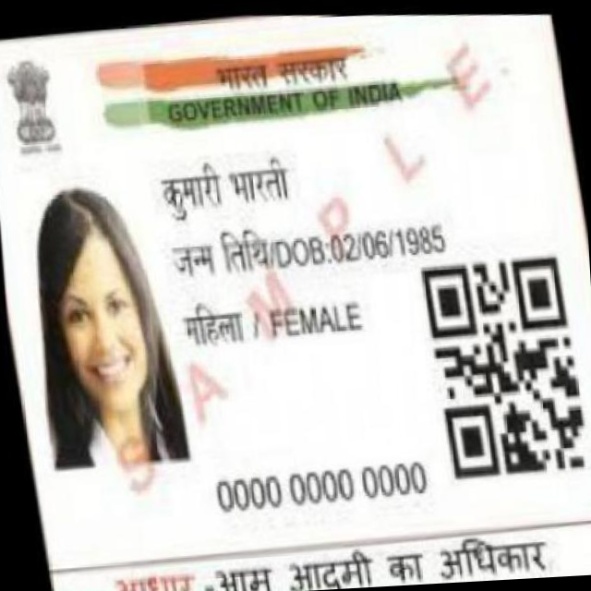 भारत सरकार
GOVERNMENT OF INDIA
कुमारी भारती
जन्म तिथि/DOB:02/06/1985
महिला / FEMALE
SAMPLE
0000 0000 0000
आधार -आम आदमी का अधिकार